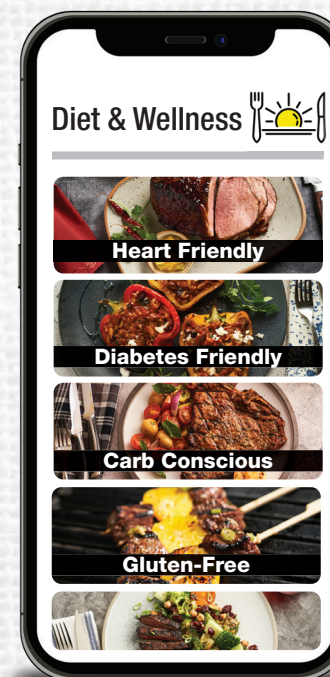 Diet & Wellness
Heart Friendly
Diabetes Friendly
Carb Conscious
Gluten-Free